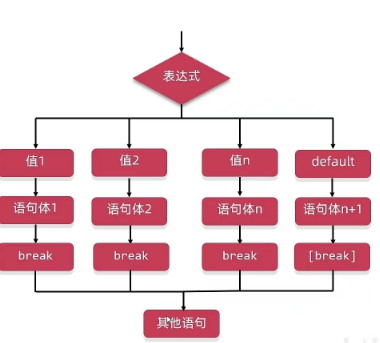 表达式
值1 值2 值n default
语句体1 语句体2 语句体n 语句体n+1
break break break [break]
其他语句